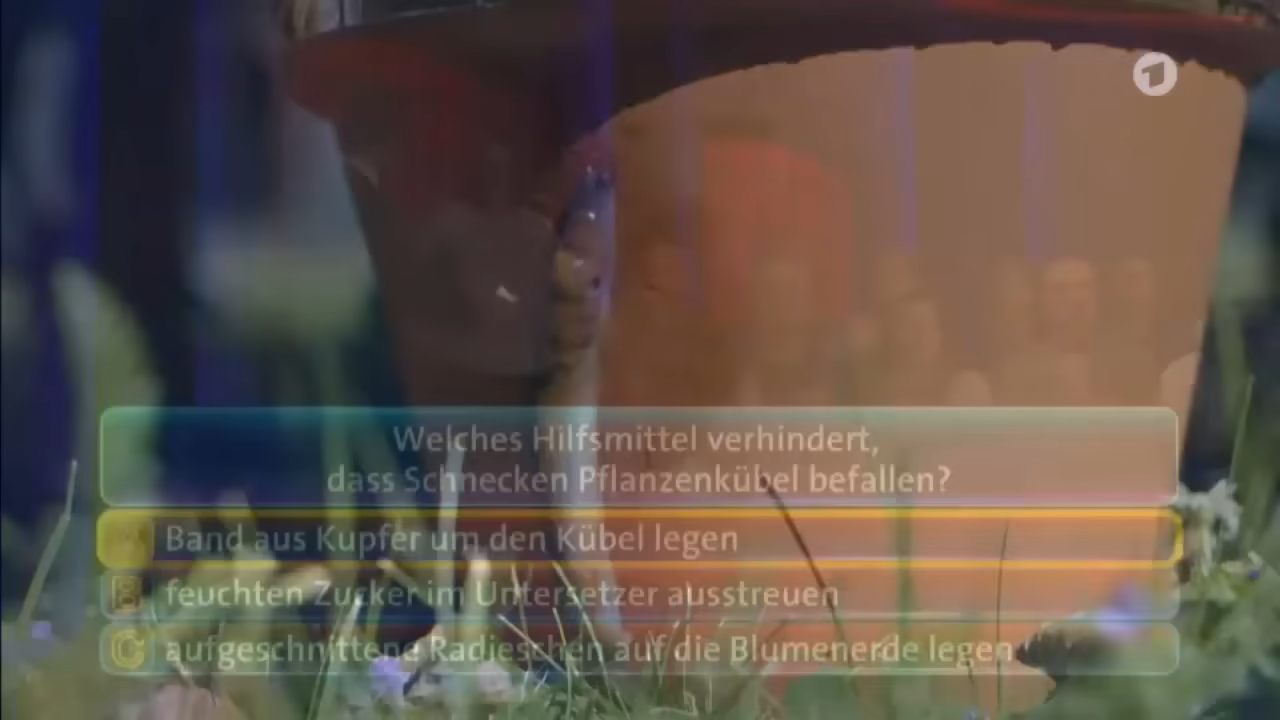 Welches Hilfsmittel verhindert,
dass Schnecken Pflanzenkübel befallen?
A Band aus Kupfer um den Kübel legen
B feuchten Zucker im Untersetzer ausstreuen
C aufgeschnittene Radieschen auf die Blumenerde legen